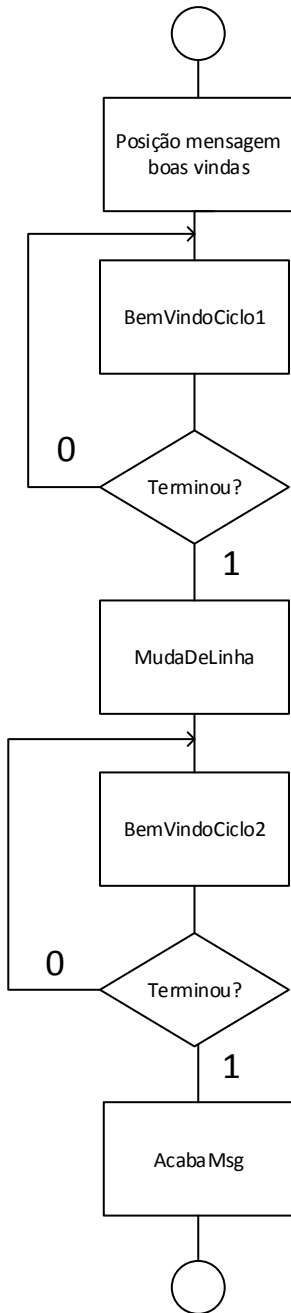 Posição mensagem
boas vindas
BemVindoCiclo1
0
Terminou?
1
MudaDeLinha
BemVindoCiclo2
0
Terminou?
1
AcabaMsg